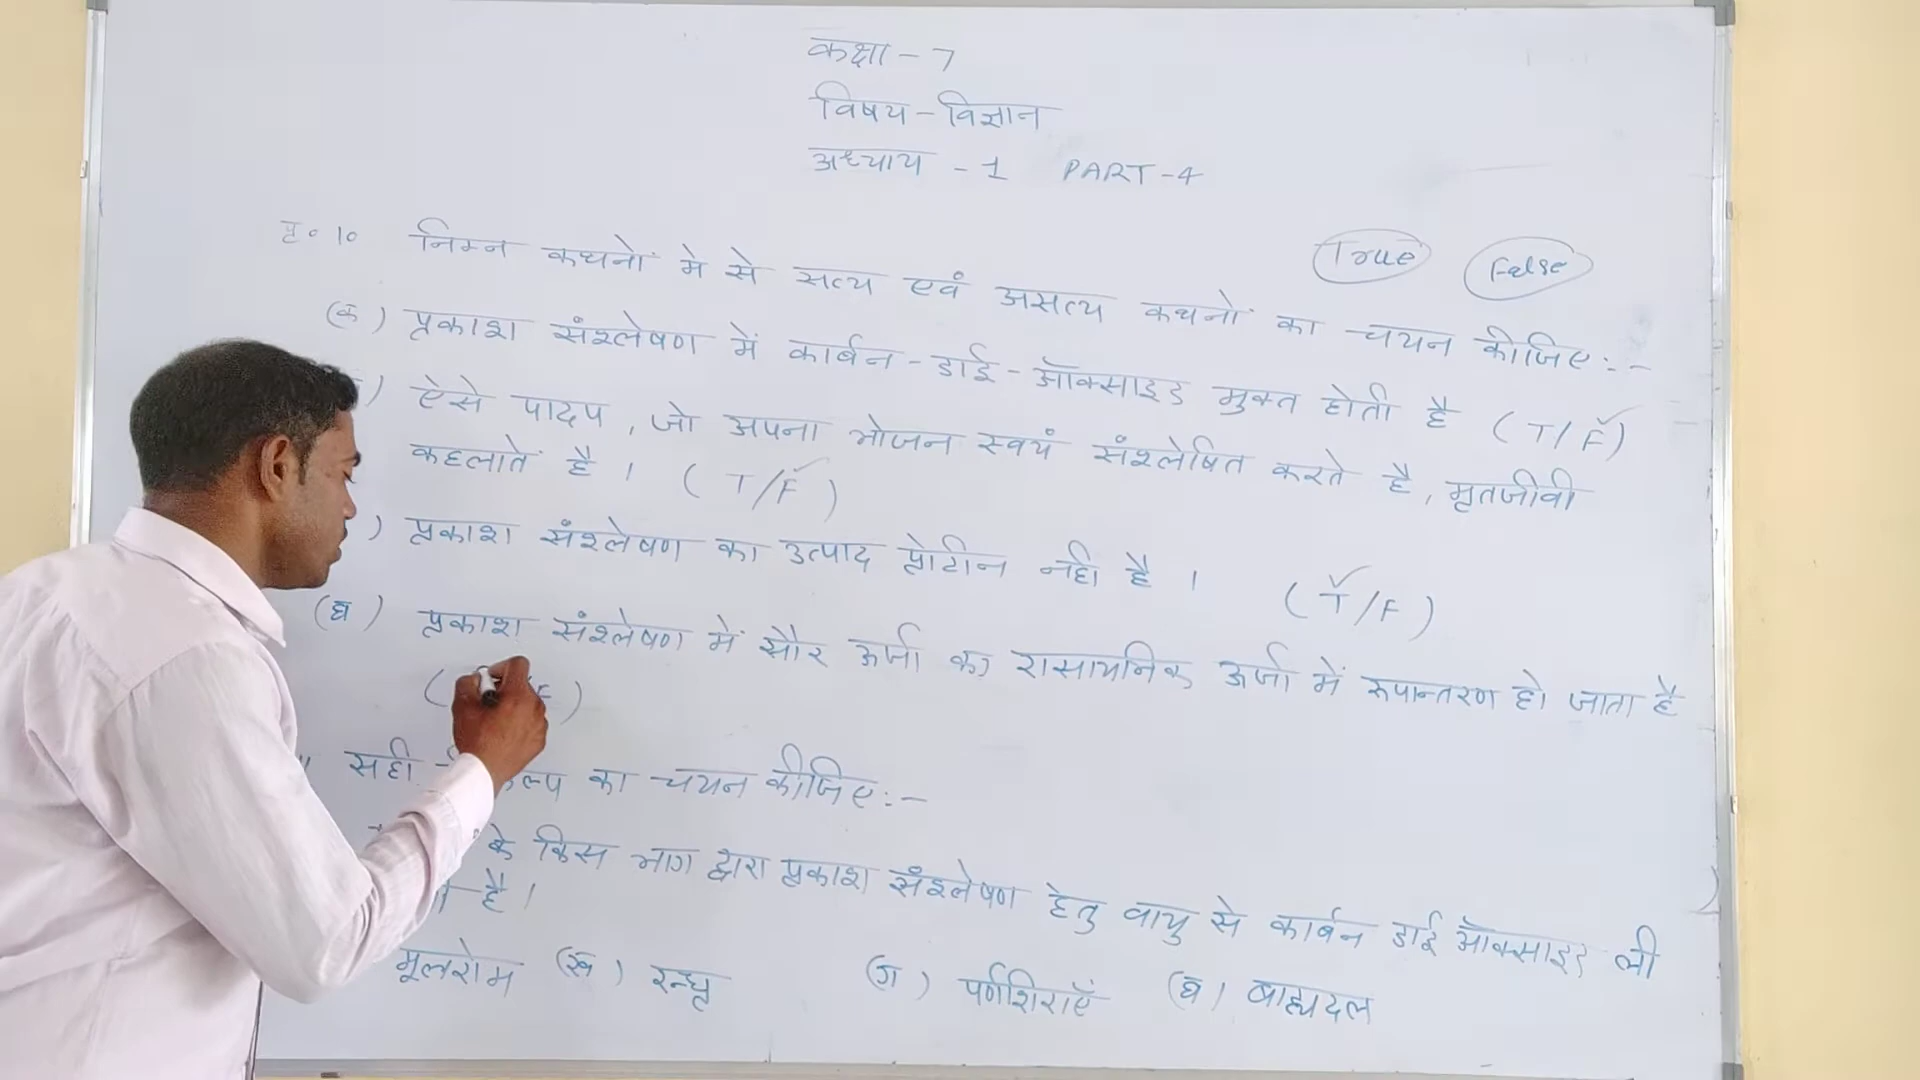 कक्षा - 7
विषय - विज्ञान
अध्याय - 1 PART - 4
True False
प्र० 10 निम्न कथनों मे से सत्य एवं असत्य कथनों का चयन कीजिए:--
(क) प्रकाश संश्लेषण में कार्बन-डाई-ऑक्साइड मुक्त होती है (T/F)
) ऐसे पादप, जो अपना भोजन स्वयं संश्लेषित करते है, मृतजीवी
कहलाते है। (T/F)
) प्रकाश संश्लेषण का उत्पाद प्रोटीन नही है। (T/F)
(घ) प्रकाश संश्लेषण में सौर ऊर्जा का रासायनिक ऊर्जा में रूपान्तरण हो जाता है
( /F)
सही का चयन कीजिए:-
के किस भाग द्वारा प्रकाश संश्लेषण हेतु वायु से कार्बन डाई ऑक्साइड ली
है।
मूलरोम (ख) रन्ध्र (ग) पर्णशिराएँ (घ) बाह्यदल